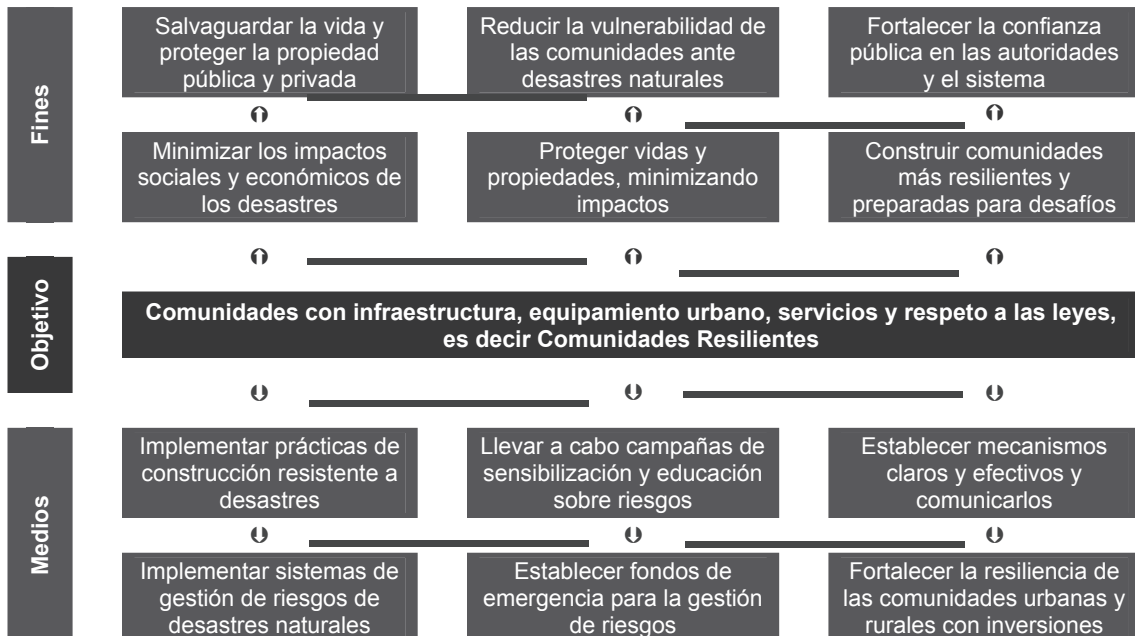 Fines
Salvaguardar la vida y
proteger la propiedad
pública y privada
Reducir la vulnerabilidad de
las comunidades ante
desastres naturales
Fortalecer la confianza
pública en las autoridades
y el sistema
Minimizar los impactos
sociales y económicos de
los desastres
Proteger vidas y
propiedades, minimizando
impactos
Construir comunidades
más resilientes y
preparadas para desafíos
Objetivo
Comunidades con infraestructura, equipamiento urbano, servicios y respeto a las leyes,
es decir Comunidades Resilientes
Medios
Implementar prácticas de
construcción resistente a
desastres
Llevar a cabo campañas de
sensibilización y educación
sobre riesgos
Establecer mecanismos
claros y efectivos y
comunicarlos
Implementar sistemas de
gestión de riesgos de
desastres naturales
Establecer fondos de
emergencia para la gestión
de riesgos
Fortalecer la resiliencia de
las comunidades urbanas y
rurales con inversiones